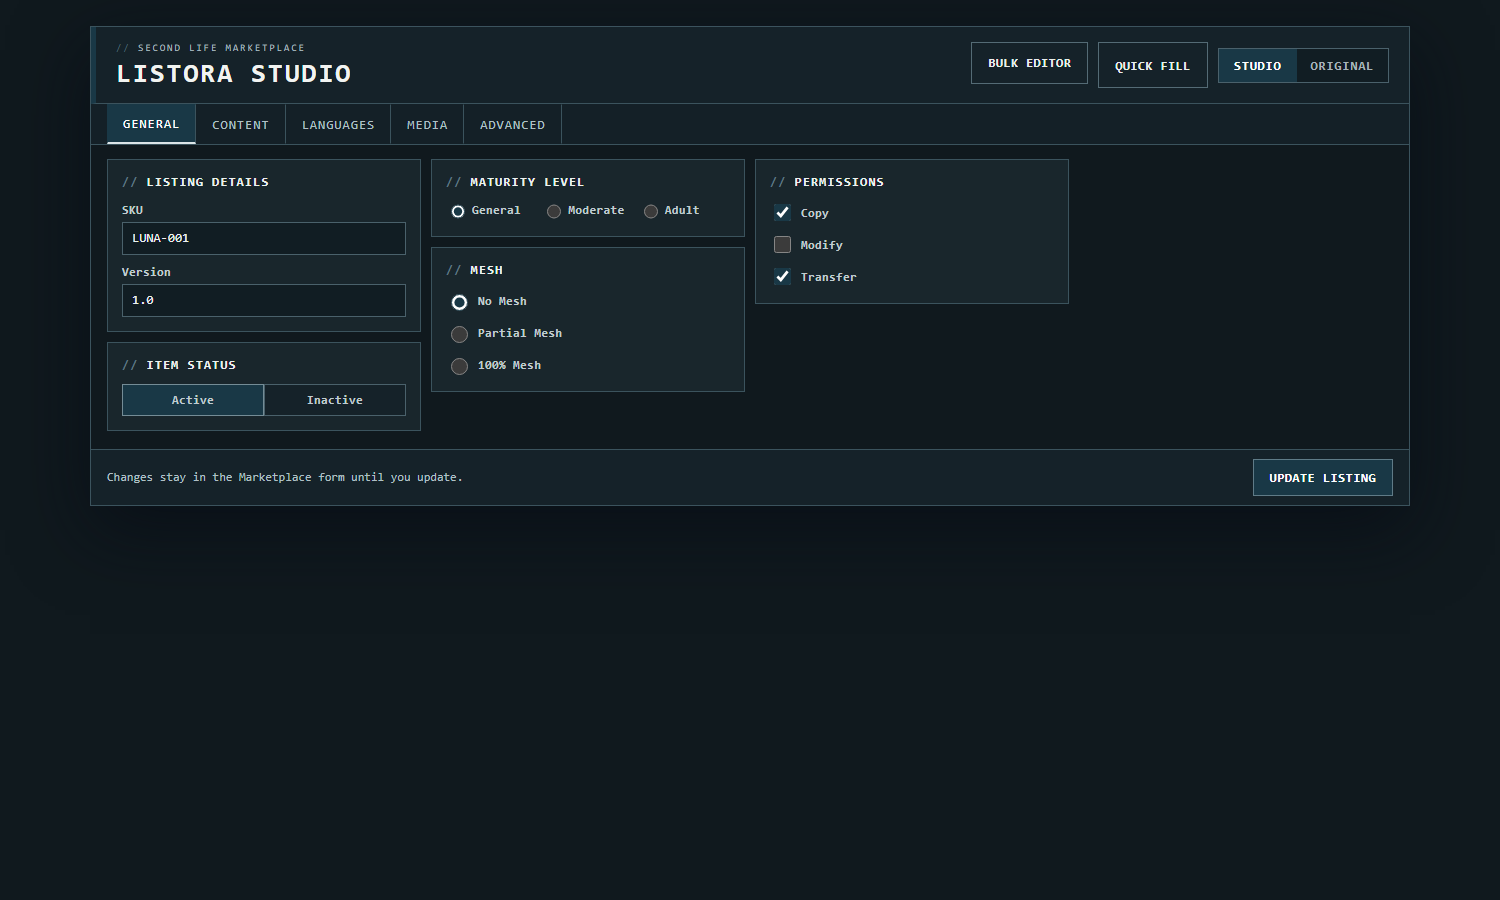 // SECOND LIFE MARKETPLACE
LISTORA STUDIO
BULK EDITOR
QUICK FILL
STUDIO
ORIGINAL
GENERAL
CONTENT
LANGUAGES
MEDIA
ADVANCED
// LISTING DETAILS
SKU
LUNA-001
Version
1.0
// ITEM STATUS
Active
Inactive
// MATURITY LEVEL
General
Moderate
Adult
// MESH
No Mesh
Partial Mesh
100% Mesh
// PERMISSIONS
Copy
Modify
Transfer
Changes stay in the Marketplace form until you update.
UPDATE LISTING